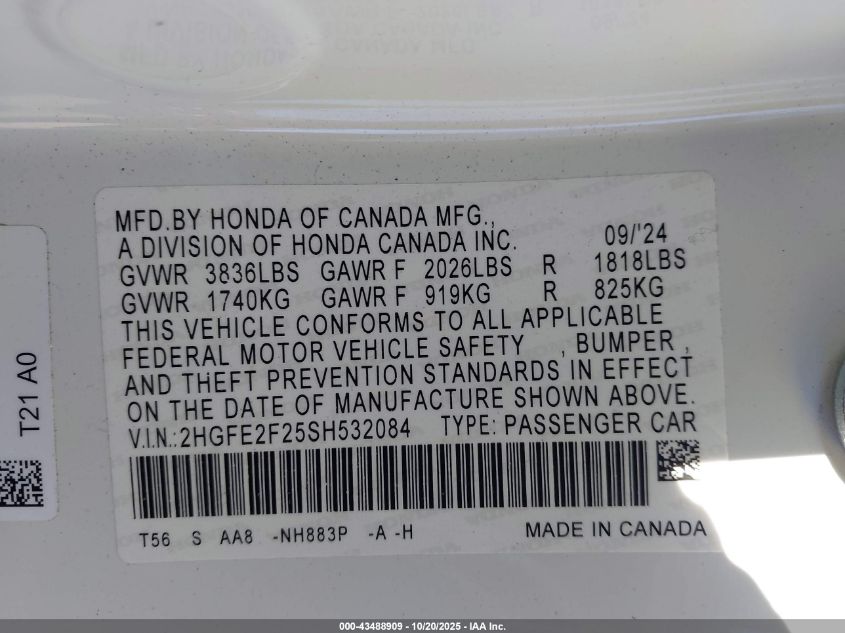 MFD.BY HONDA OF CANADA MFG.,
A DIVISION OF HONDA CANADA INC. 09/'24
GVWR 3836LBS GAWR F 2026LBS R 1818LBS
GVWR 1740KG GAWR F 919KG R 825KG
THIS VEHICLE CONFORMS TO ALL APPLICABLE
FEDERAL MOTOR VEHICLE SAFETY , BUMPER ,
AND THEFT PREVENTION STANDARDS IN EFFECT
ON THE DATE OF MANUFACTURE SHOWN ABOVE.
V.I.N.:2HGFE2F25SH532084 TYPE: PASSENGER CAR
T56 S AA8 -NH883P -A -H MADE IN CANADA
T21 A0
000-43488909 - 10/20/2025 - IAA Inc.